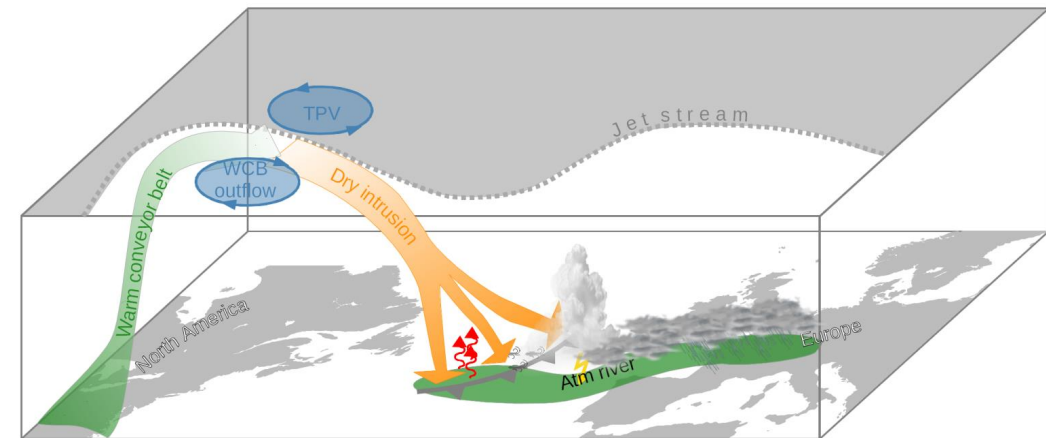 TPV
Jet stream
WCB
outflow
Dry intrusion
Warm conveyor belt
North America
Europe
Atm river